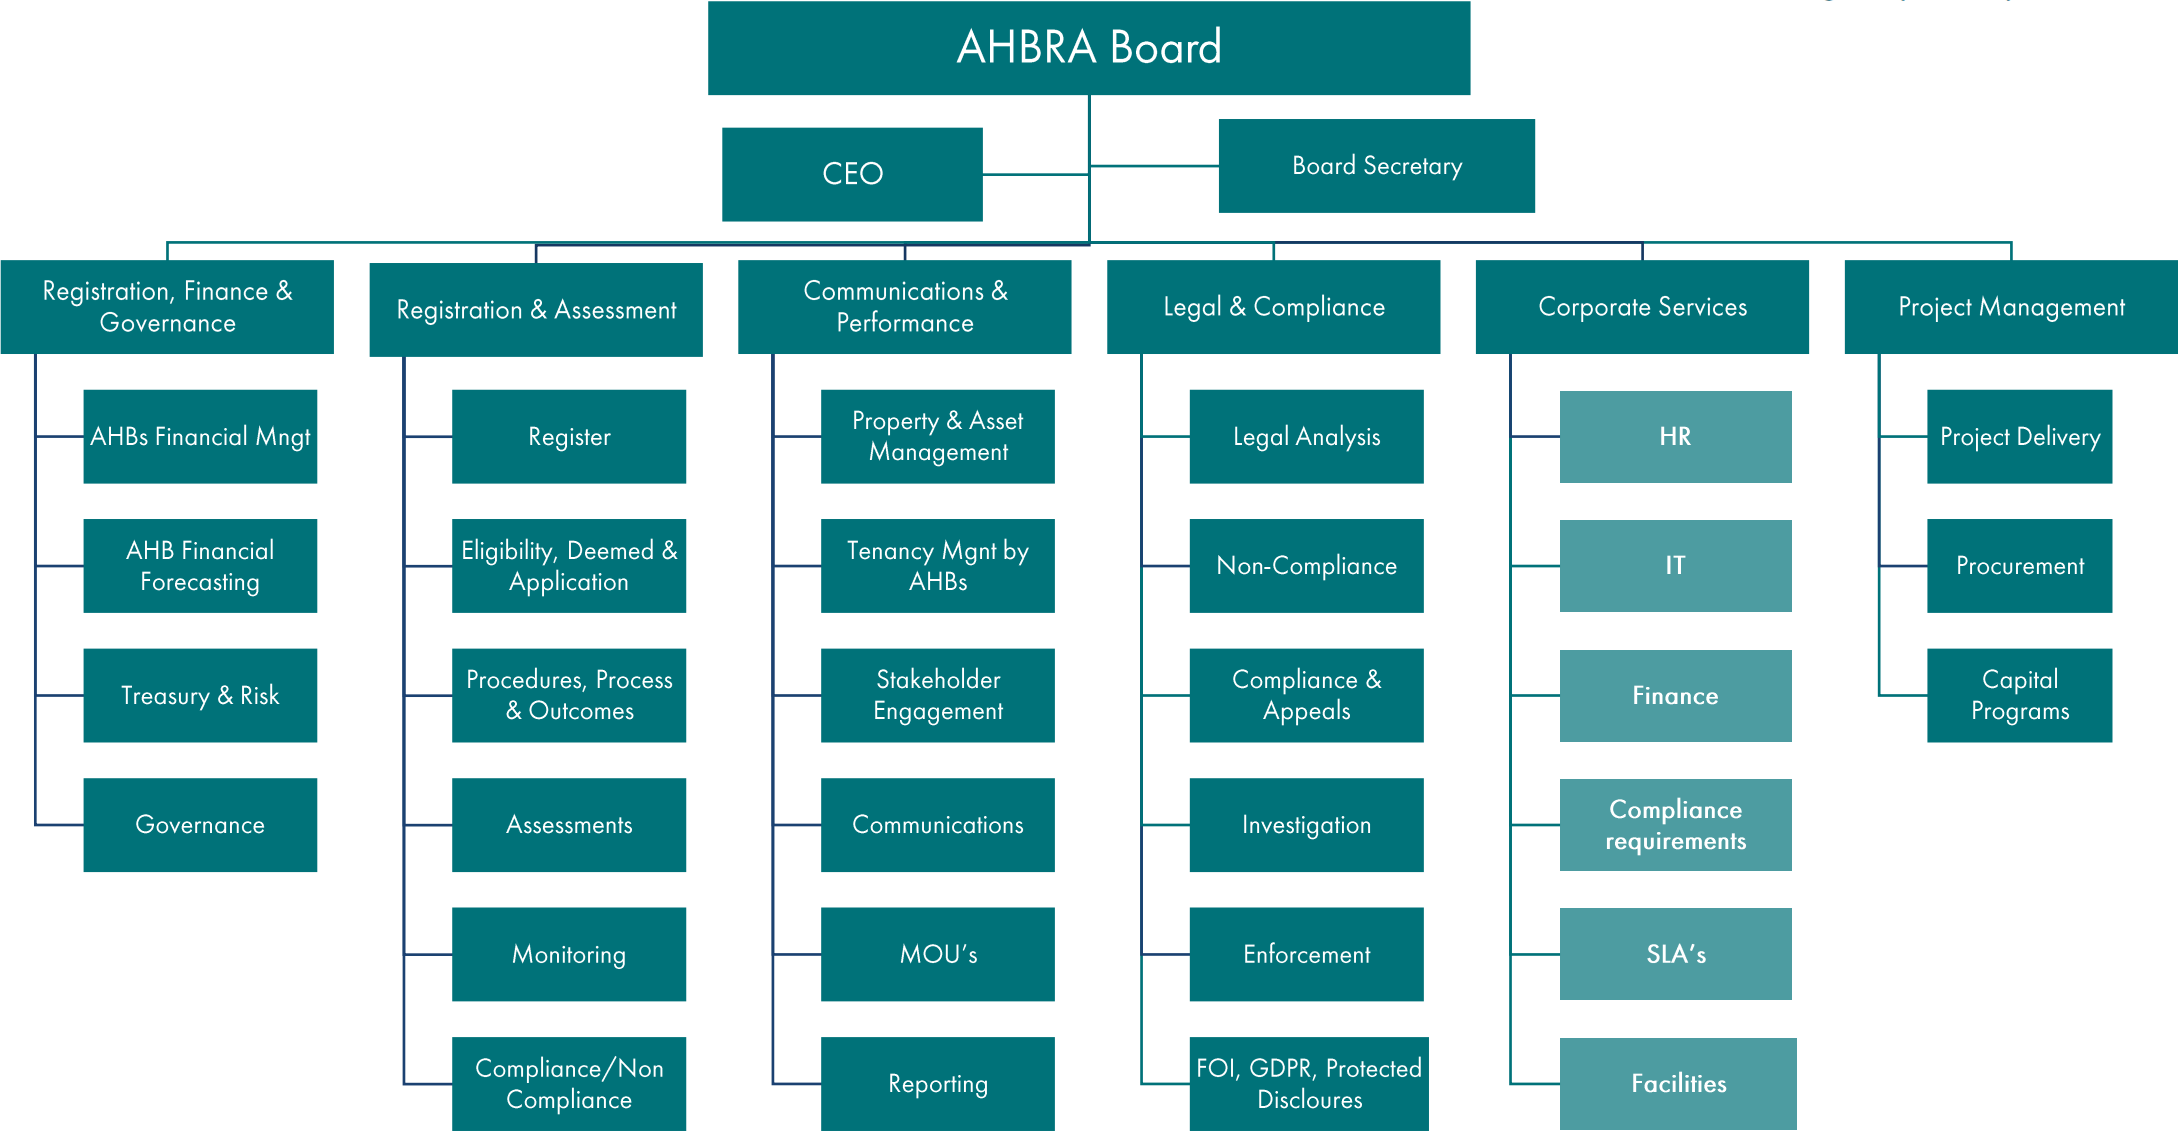 AHBRA Board
CEO
Board Secretary
Registration, Finance &
Governance
AHBs Financial Mngt
AHB Financial
Forecasting
Treasury & Risk
Governance
Registration & Assessment
Register
Eligibility, Deemed &
Application
Procedures, Process
& Outcomes
Assessments
Monitoring
Compliance/Non
Compliance
Communications &
Performance
Property & Asset
Management
Tenancy Mgnt by
AHBs
Stakeholder
Engagement
Communications
MOU's
Reporting
Legal & Compliance
Legal Analysis
Non-Compliance
Compliance &
Appeals
Investigation
Enforcement
FOI, GDPR, Protected
Discloures
Corporate Services
HR
IT
Finance
Compliance
requirements
SLA's
Facilities
Project Management
Project Delivery
Procurement
Capital
Programs